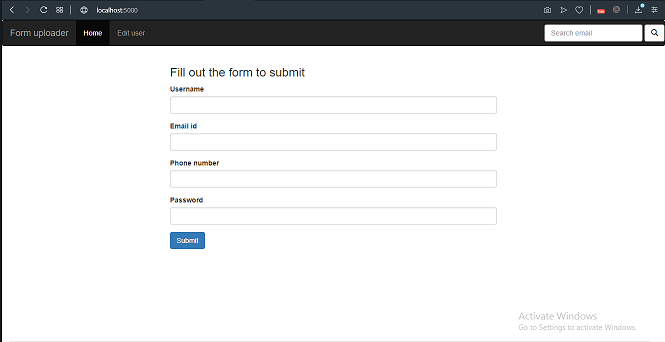 localhost:5000
Form uploader Home Edit user Search email
Fill out the form to submit
Username
Email id
Phone number
Password
Submit
Activate Windows
Go to Settings to activate Windows.